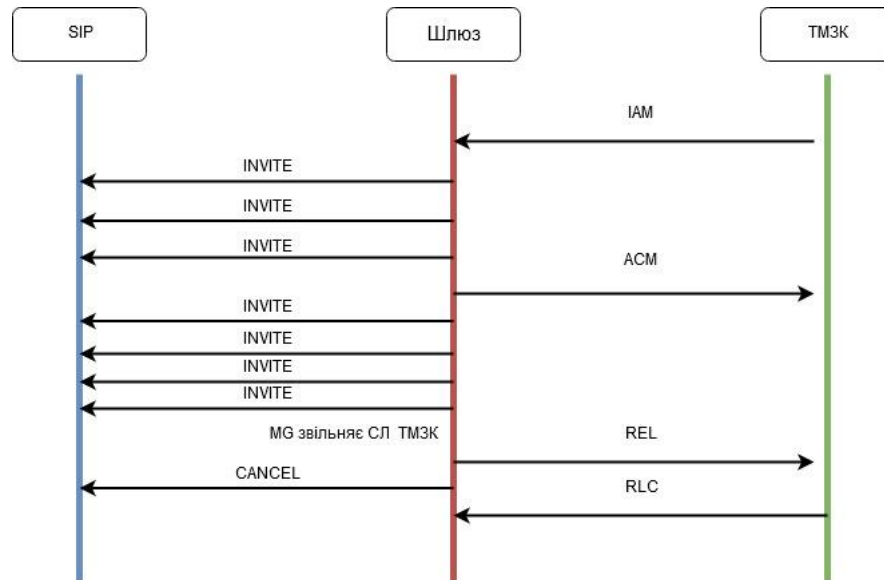 SIP
Шлюз
ТМЗК
IAM
INVITE
INVITE
INVITE
ACM
INVITE
INVITE
INVITE
INVITE
MG звільняє СЛ ТМЗК
REL
CANCEL
RLC